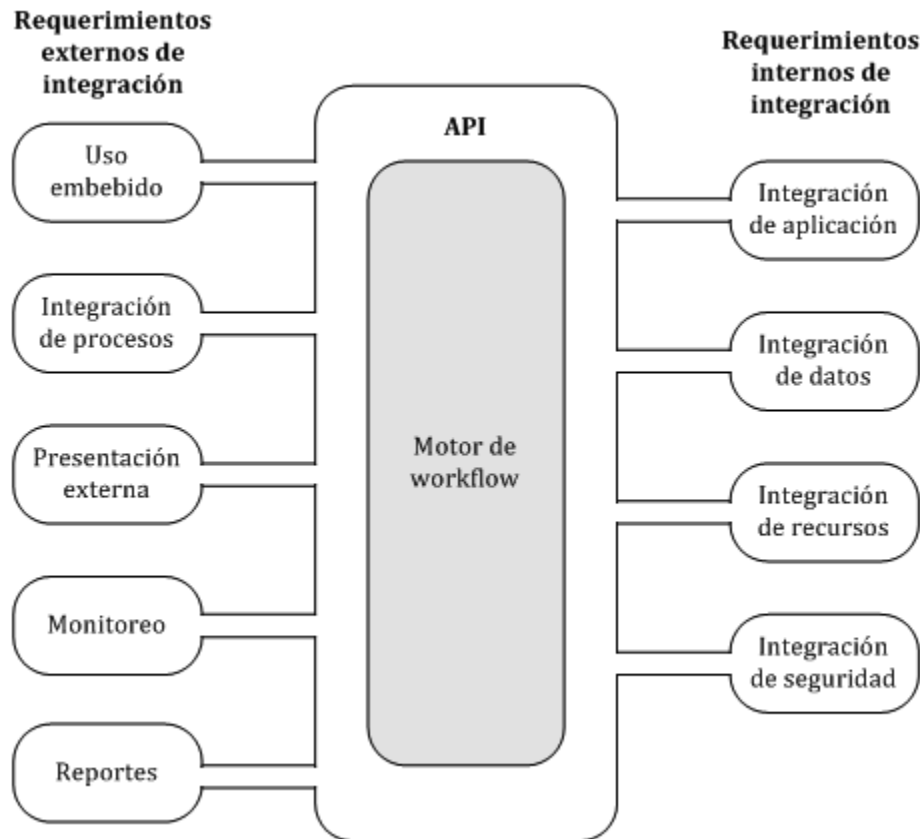 Requerimientos
externos de
integración
Uso
embebido
Integración
de procesos
Presentación
externa
Monitoreo
Reportes
API
Motor de
workflow
Requerimientos
internos de
integración
Integración
de aplicación
Integración
de datos
Integración
de recursos
Integración
de seguridad